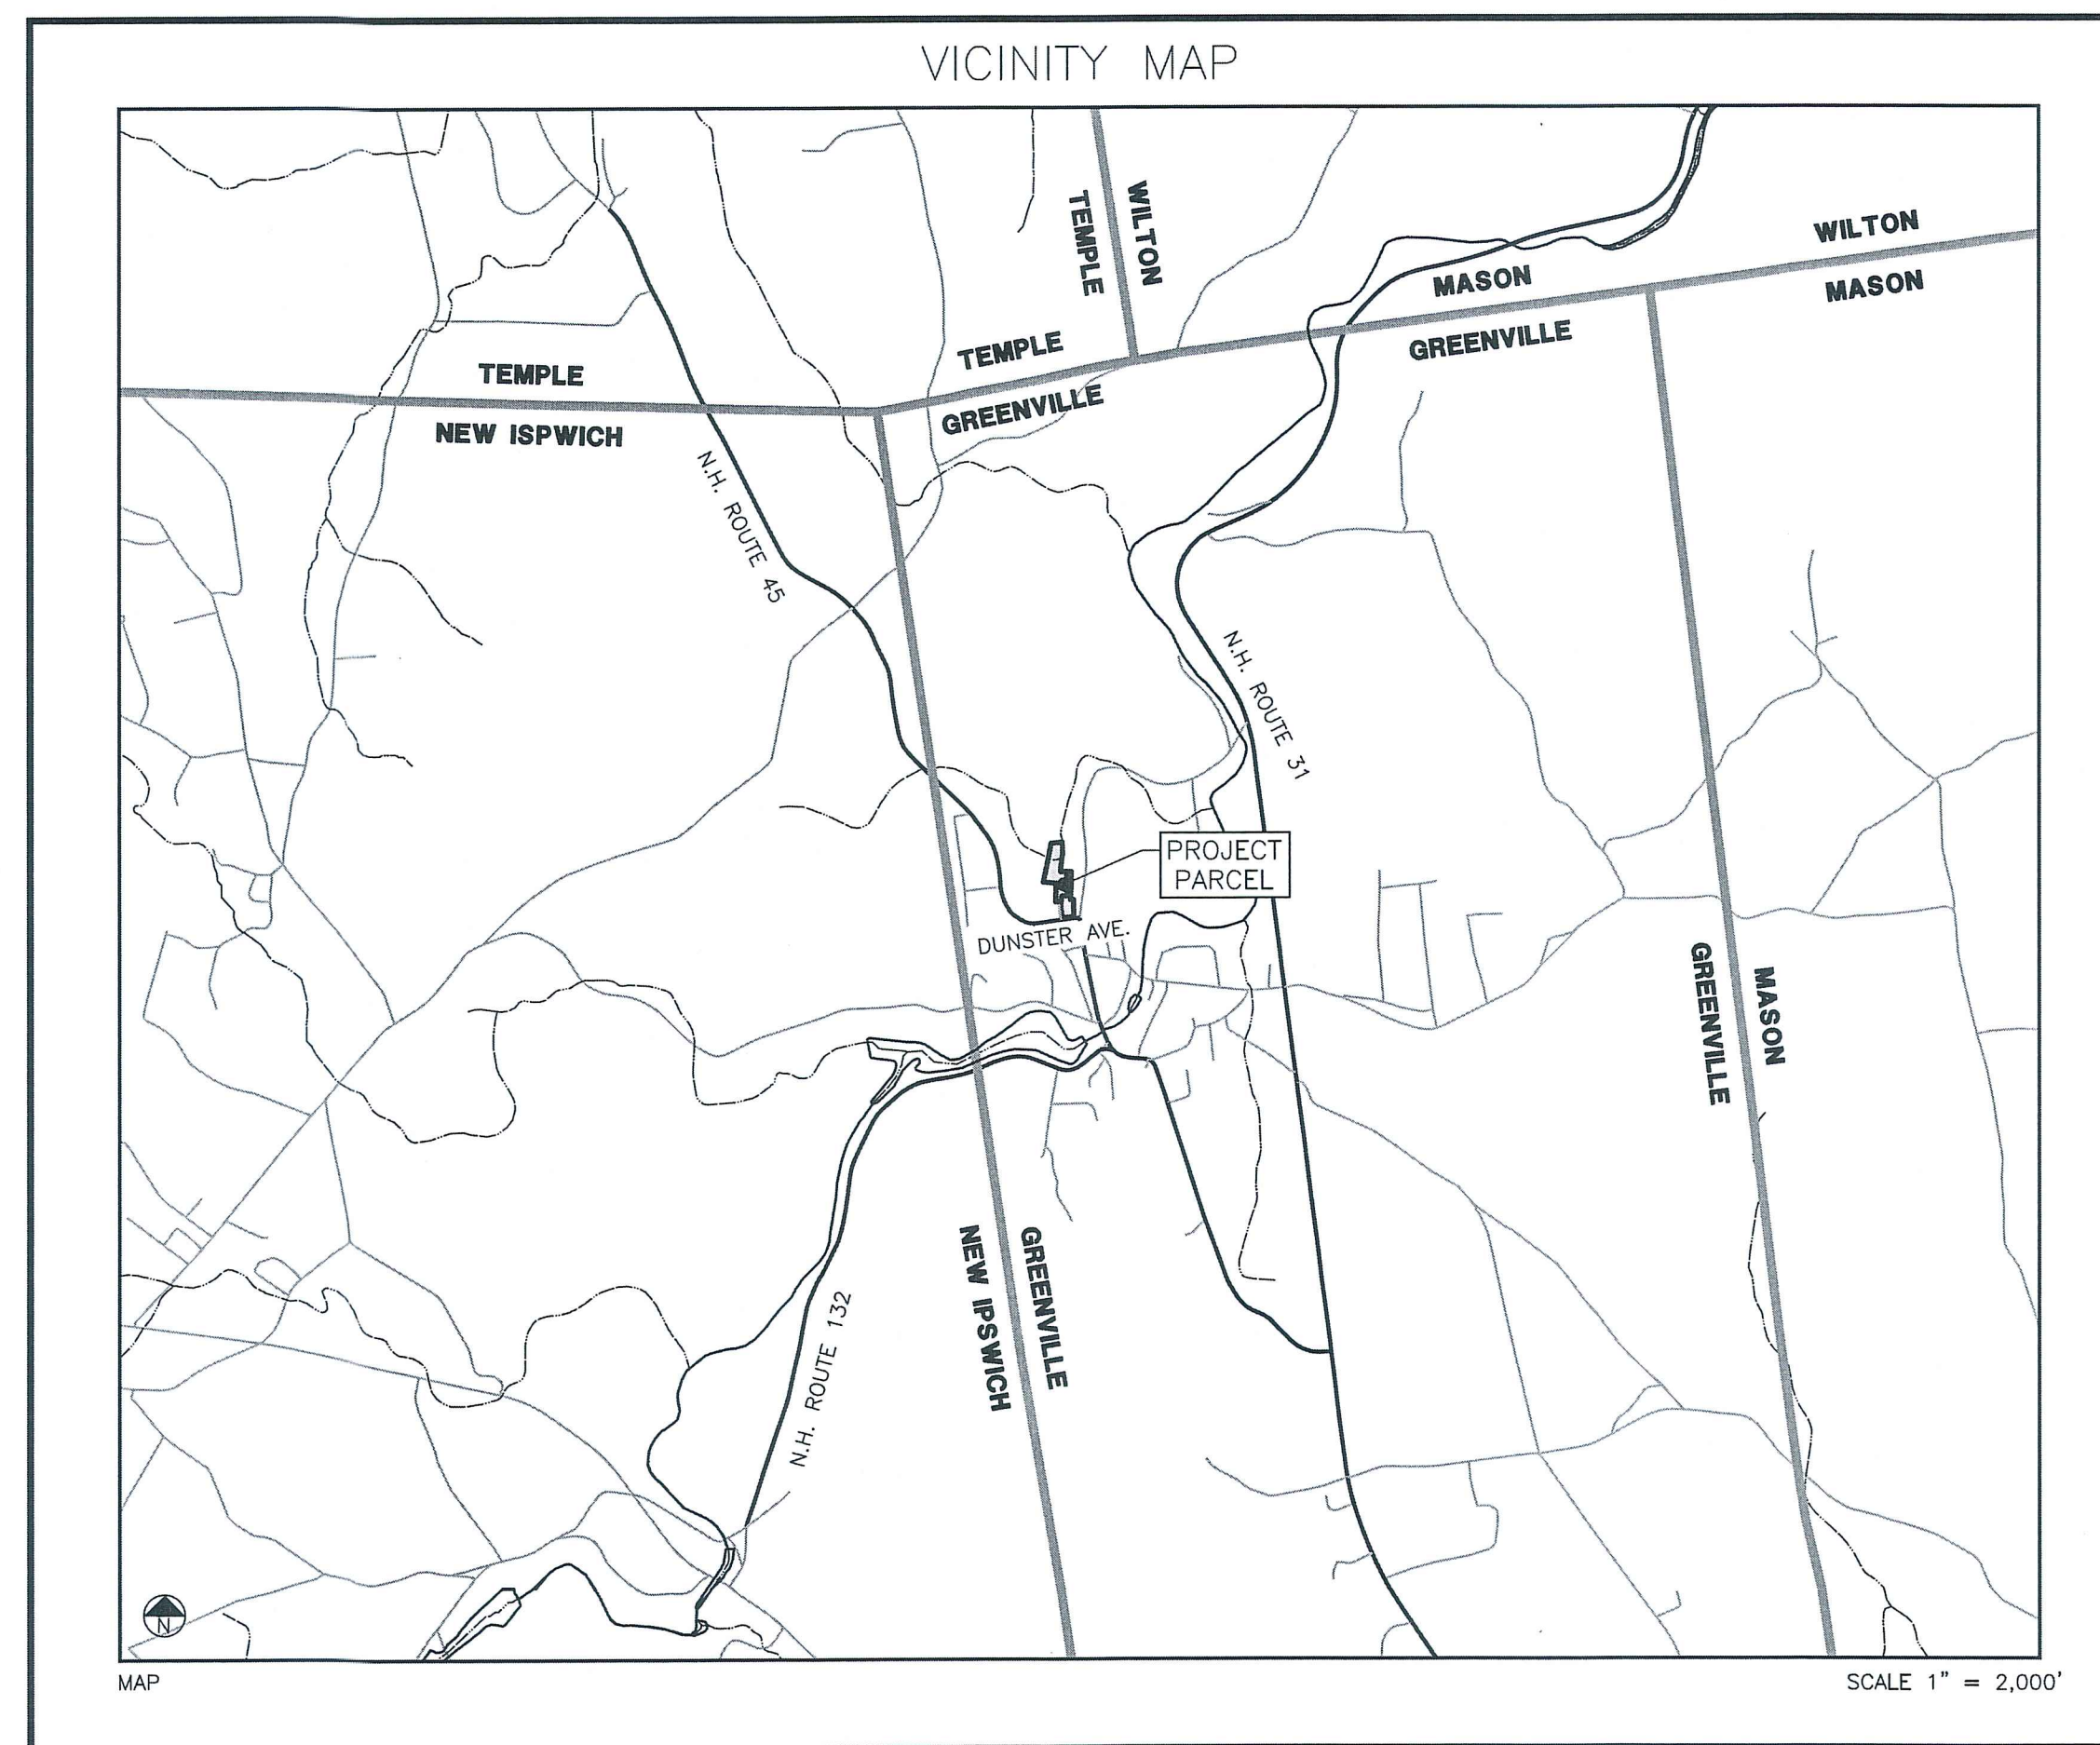 VICINITY MAP
TEMPLE
WILTON
WILTON
MASON
MASON
TEMPLE
GREENVILLE
GREENVILLE
TEMPLE
NEW ISPWICH
N.H. ROUTE 45
N.H. ROUTE 31
PROJECT
PARCEL
DUNSTER AVE.
GREENVILLE
MASON
NEW IPSWICH
GREENVILLE
N.H. ROUTE 132
N
MAP
SCALE 1" = 2,000'